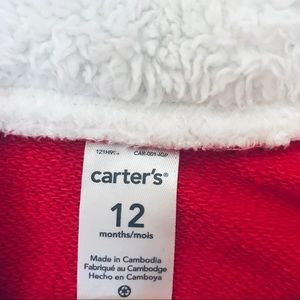 carter's®
12
months/mois
Made in Cambodia
Fabriqué au Cambodge
Hecho en Camboya